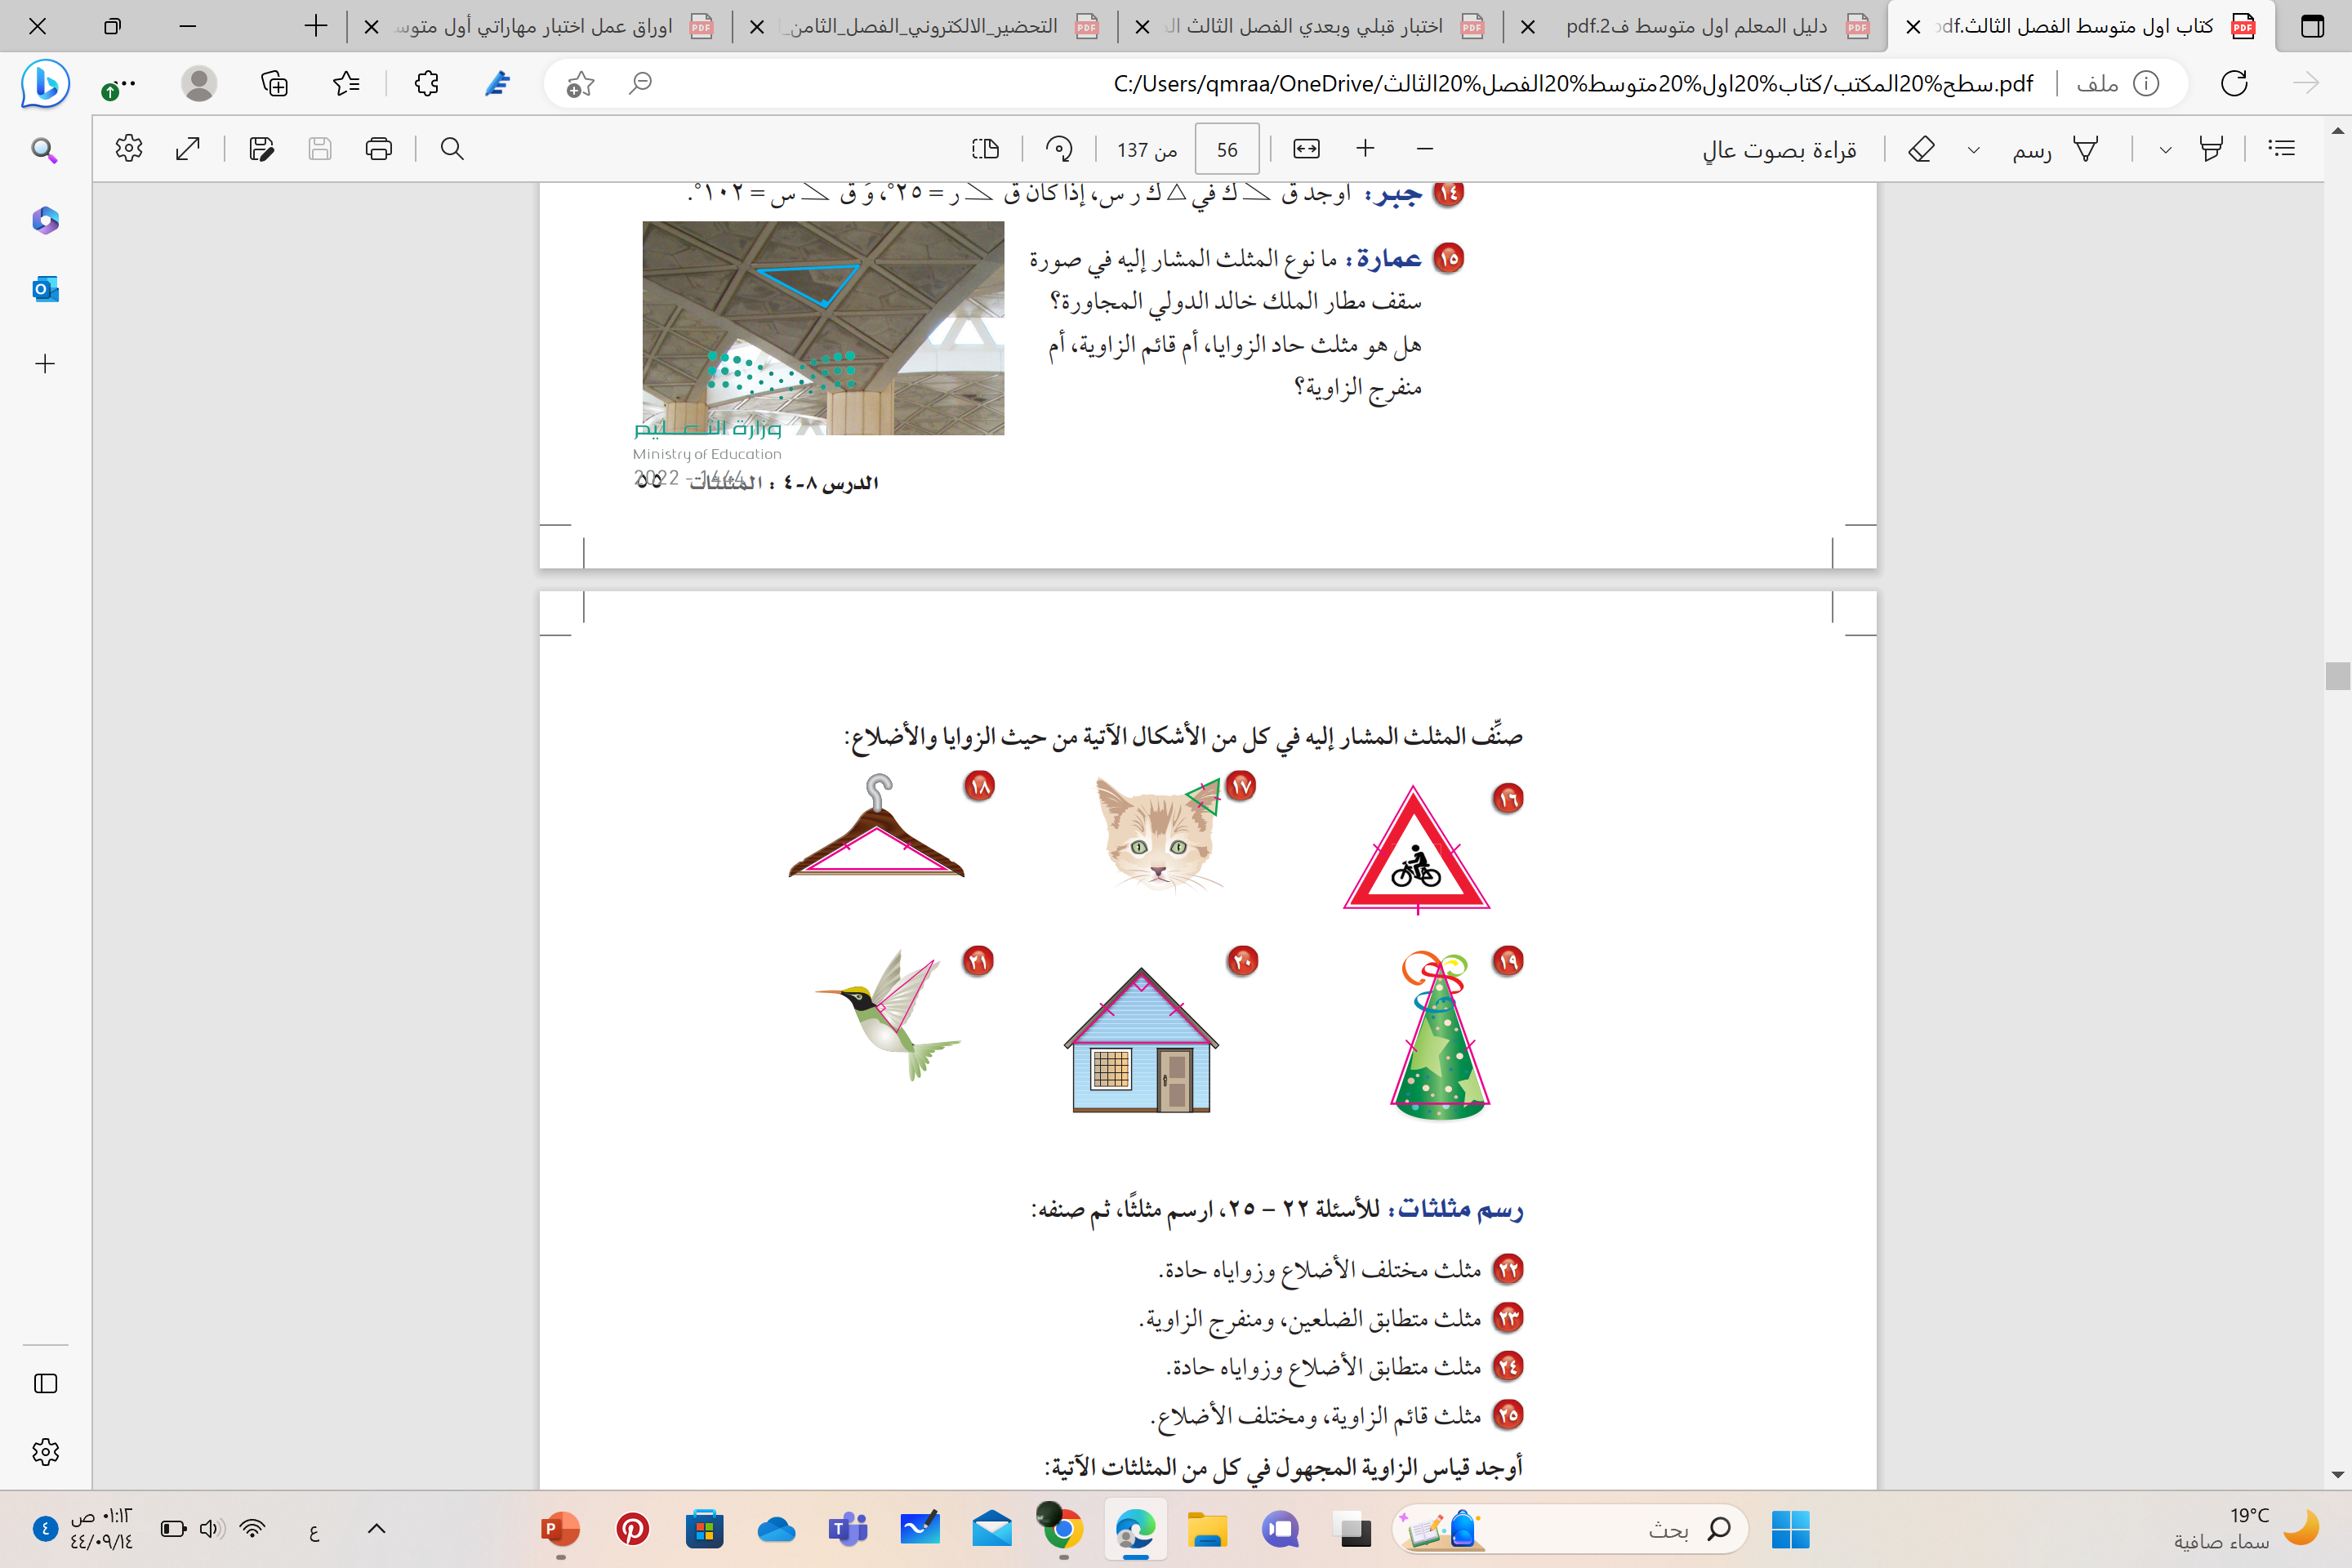 كتاب اول متوسط الفصل الثالث.pdf
دليل المعلم اول متوسط ف2.pdf
اختبار قبلي وبعدي الفصل الثالث
التحضير_الالكتروني_الفصل_الثامن_
اوراق عمل اختبار مهاراتي أول متوس
ملف
C:/Users/qmraa/OneDrive/سطح%20المكتب/كتاب%20اول%20متوسط%20الفصل%20الثالث.pdf
رسم
قراءة بصوت عالٍ
56
من 137
١٤ جبر: أوجد ق ك في △ ك ر س، إذا كان ق ر = ٢٥°، وَ ق س = ١٠٢°.
١٥ عمارة: ما نوع المثلث المشار إليه في صورة
سقف مطار الملك خالد الدولي المجاورة؟
هل هو مثلث حاد الزوايا، أم قائم الزاوية، أم
منفرج الزاوية؟
وزارة التعليم
Ministry of Education
2022 - 1444
الدرس ٨-٤ : المثلثات ٥٥
صنِّف المثلث المشار إليه في كل من الأشكال الآتية من حيث الزوايا والأضلاع:
١٦
١٧
١٨
١٩
٢٠
٢١
رسم مثلثات: للأسئلة ٢٢ – ٢٥، ارسم مثلثًا، ثم صنفه:
٢٢ مثلث مختلف الأضلاع وزواياه حادة.
٢٣ مثلث متطابق الضلعين، ومنفرج الزاوية.
٢٤ مثلث متطابق الأضلاع وزواياه حادة.
٢٥ مثلث قائم الزاوية، ومختلف الأضلاع.
أوجد قياس الزاوية المجهول في كل من المثلثات الآتية:
19°C
سماء صافية
بحث
ع
٠١:١٣ ص
٤٤/٠٩/١٤
٤